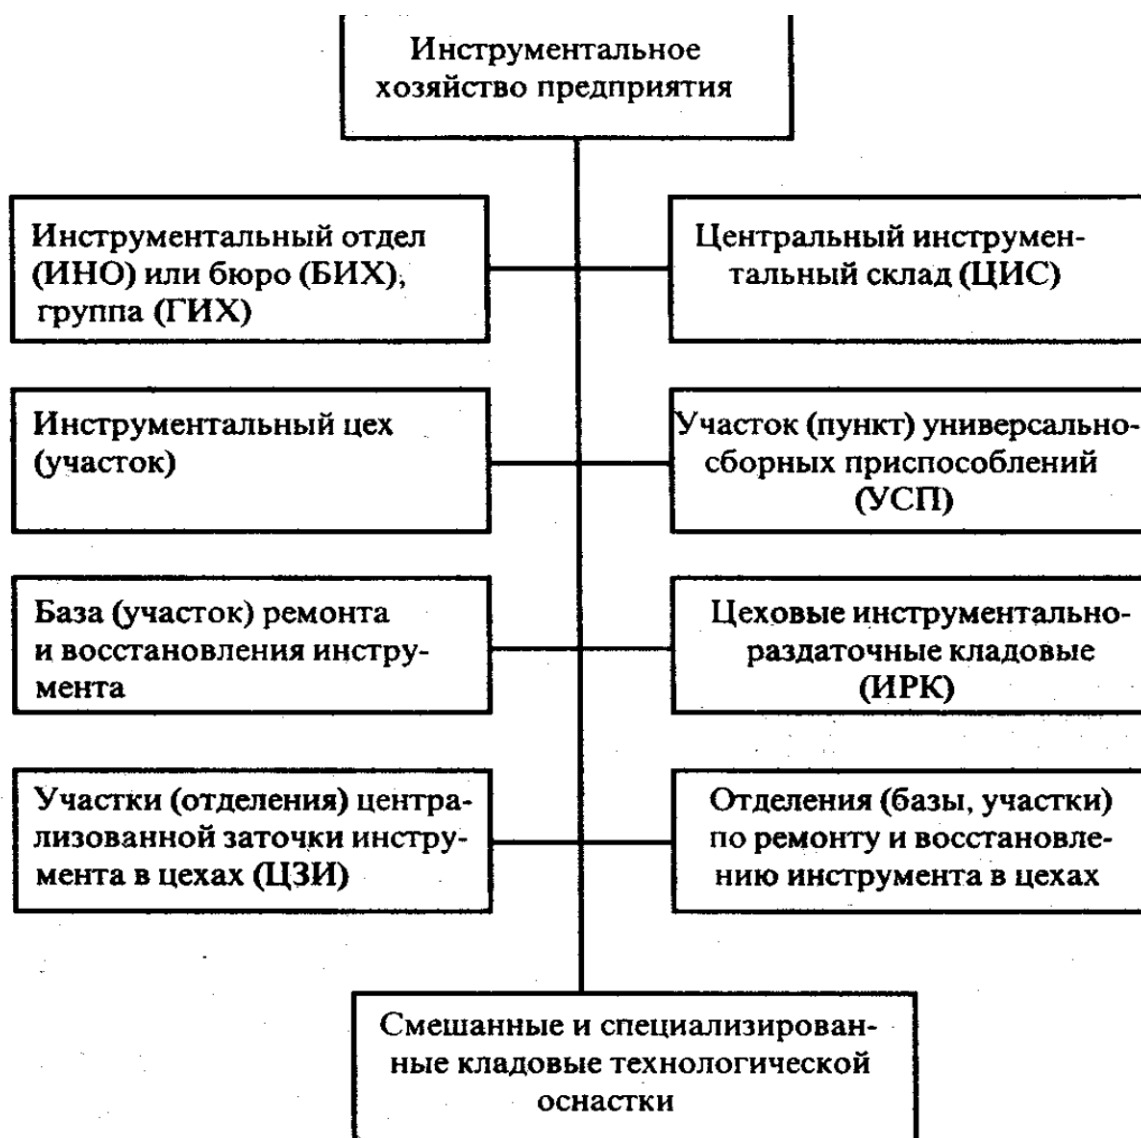 Инструментальное
хозяйство предприятия
Инструментальный отдел
(ИНО) или бюро (БИХ),
группа (ГИХ)
Центральный инструмен-
тальный склад (ЦИС)
Инструментальный цех
(участок)
Участок (пункт) универсально-
сборных приспособлений
(УСП)
База (участок) ремонта
и восстановления инстру-
мента
Цеховые инструментально-
раздаточные кладовые
(ИРК)
Участки (отделения) центра-
лизованной заточки инстру-
мента в цехах (ЦЗИ)
Отделения (базы, участки)
по ремонту и восстановле-
нию инструмента в цехах
Смешанные и специализирован-
ные кладовые технологической
оснастки